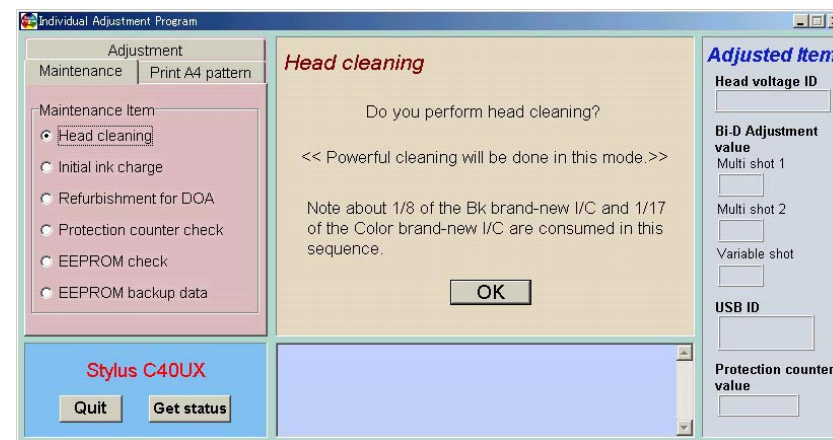 Individual Adjustment Program
Adjustment
Maintenance
Print A4 pattern
Maintenance Item
Head cleaning
Initial ink charge
Refurbishment for DOA
Protection counter check
EEPROM check
EEPROM backup data
Stylus C40UX
Quit
Get status
Head cleaning
Do you perform head cleaning?
<< Powerful cleaning will be done in this mode.>>
Note about 1/8 of the Bk brand-new I/C and 1/17
of the Color brand-new I/C are consumed in this
sequence.
OK
Adjusted Item
Head voltage ID
Bi-D Adjustment
value
Multi shot 1
Multi shot 2
Variable shot
USB ID
Protection counter
value